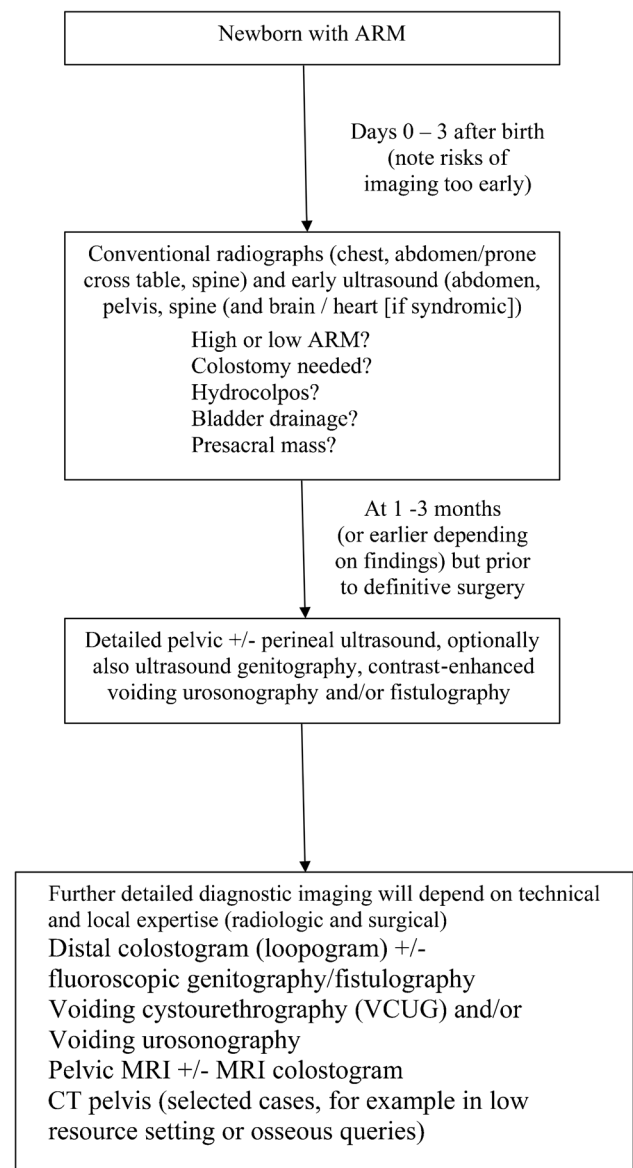 Newborn with ARM
Days 0 – 3 after birth
(note risks of
imaging too early)
Conventional radiographs (chest, abdomen/prone
cross table, spine) and early ultrasound (abdomen,
pelvis, spine (and brain / heart [if syndromic])
High or low ARM?
Colostomy needed?
Hydrocolpos?
Bladder drainage?
Presacral mass?
At 1 -3 months
(or earlier depending
on findings) but prior
to definitive surgery
Detailed pelvic +/- perineal ultrasound, optionally
also ultrasound genitography, contrast-enhanced
voiding urosonography and/or fistulography
Further detailed diagnostic imaging will depend on technical
and local expertise (radiologic and surgical)
Distal colostogram (loopogram) +/-
fluoroscopic genitography/fistulography
Voiding cystourethrography (VCUG) and/or
Voiding urosonography
Pelvic MRI +/- MRI colostogram
CT pelvis (selected cases, for example in low
resource setting or osseous queries)